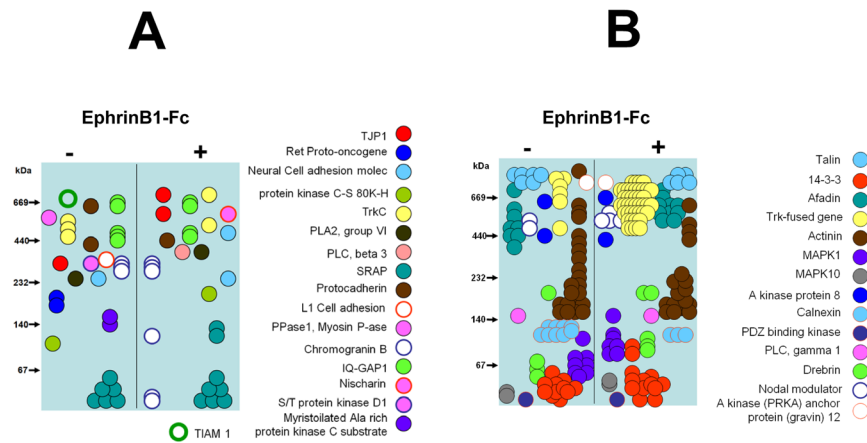 A
B
EphrinB1-Fc
- +
kDa
669
440
232
140
67
TIAM 1
TJP1
Ret Proto-oncogene
Neural Cell adhesion molec
protein kinase C-S 80K-H
TrkC
PLA2, group VI
PLC, beta 3
SRAP
Protocadherin
L1 Cell adhesion
PPase1, Myosin P-ase
Chromogranin B
IQ-GAP1
Nischarin
S/T protein kinase D1
Myristoilated Ala rich
protein kinase C substrate
EphrinB1-Fc
- +
kDa
669
440
232
140
67
Talin
14-3-3
Afadin
Trk-fused gene
Actinin
MAPK1
MAPK10
A kinase protein 8
Calnexin
PDZ binding kinase
PLC, gamma 1
Drebrin
Nodal modulator
A kinase (PRKA) anchor
protein (gravin) 12